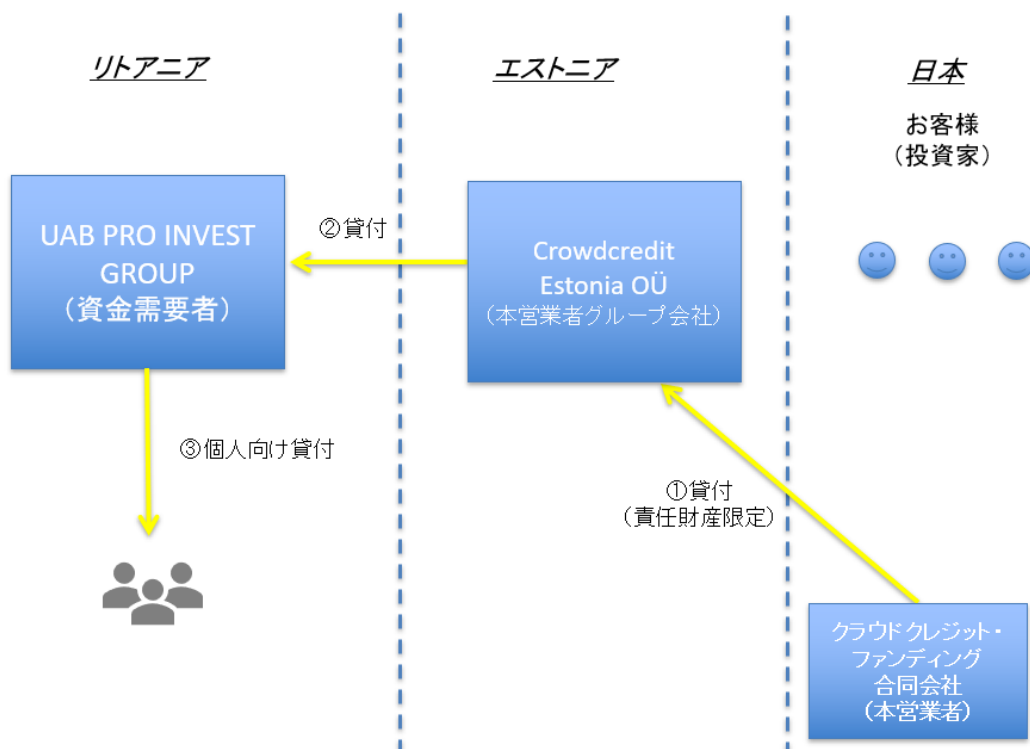 リトアニア
エストニア
日本
お客様
（投資家）
UAB PRO INVEST
GROUP
（資金需要者）
②貸付
Crowdcredit
Estonia OÜ
（本営業者グループ会社）
③個人向け貸付
①貸付
（責任財産限定）
クラウドクレジット・
ファンディング
合同会社
（本営業者）